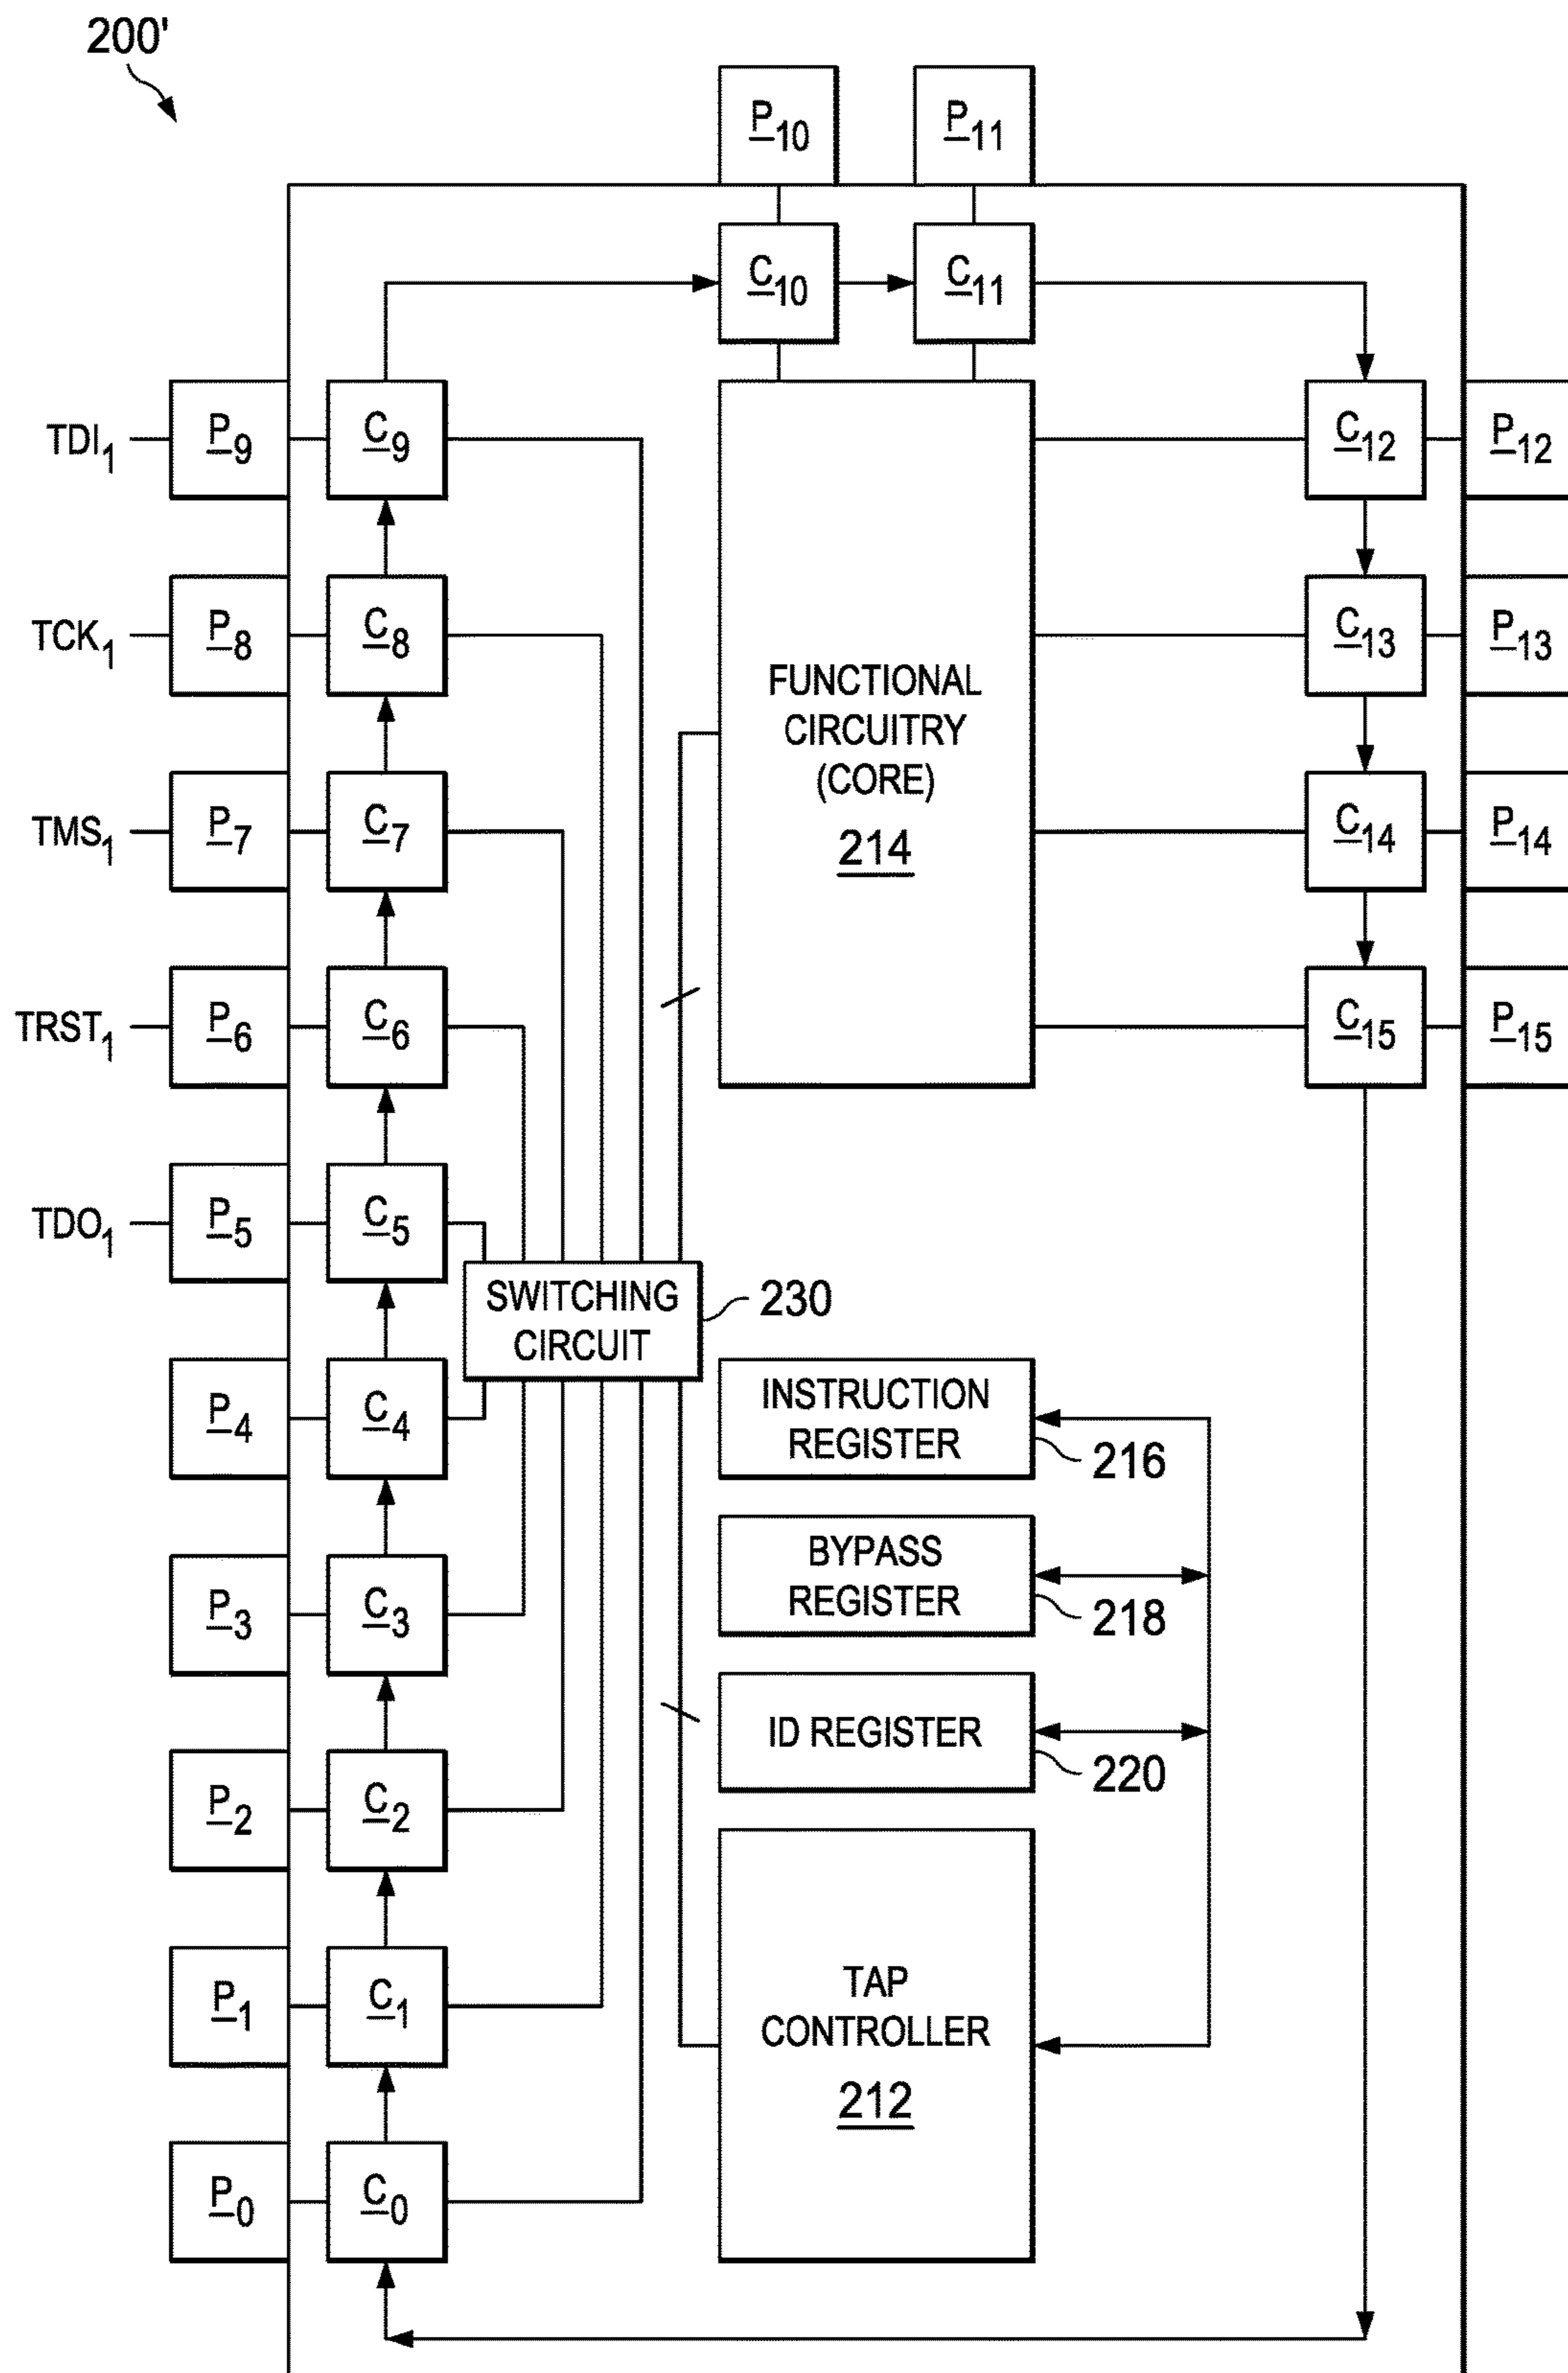 200'
P10 P11
C10 C11
TDI1 P9 C9 C12 P12
TCK1 P8 C8 C13 P13
FUNCTIONAL
CIRCUITRY
(CORE)
214
TMS1 P7 C7 C14 P14
TRST1 P6 C6 C15 P15
TDO1 P5 C5
SWITCHING
CIRCUIT
230
P4 C4
INSTRUCTION
REGISTER
216
BYPASS
REGISTER
218
P3 C3
ID REGISTER
220
P2 C2
P1 C1
TAP
CONTROLLER
212
P0 C0